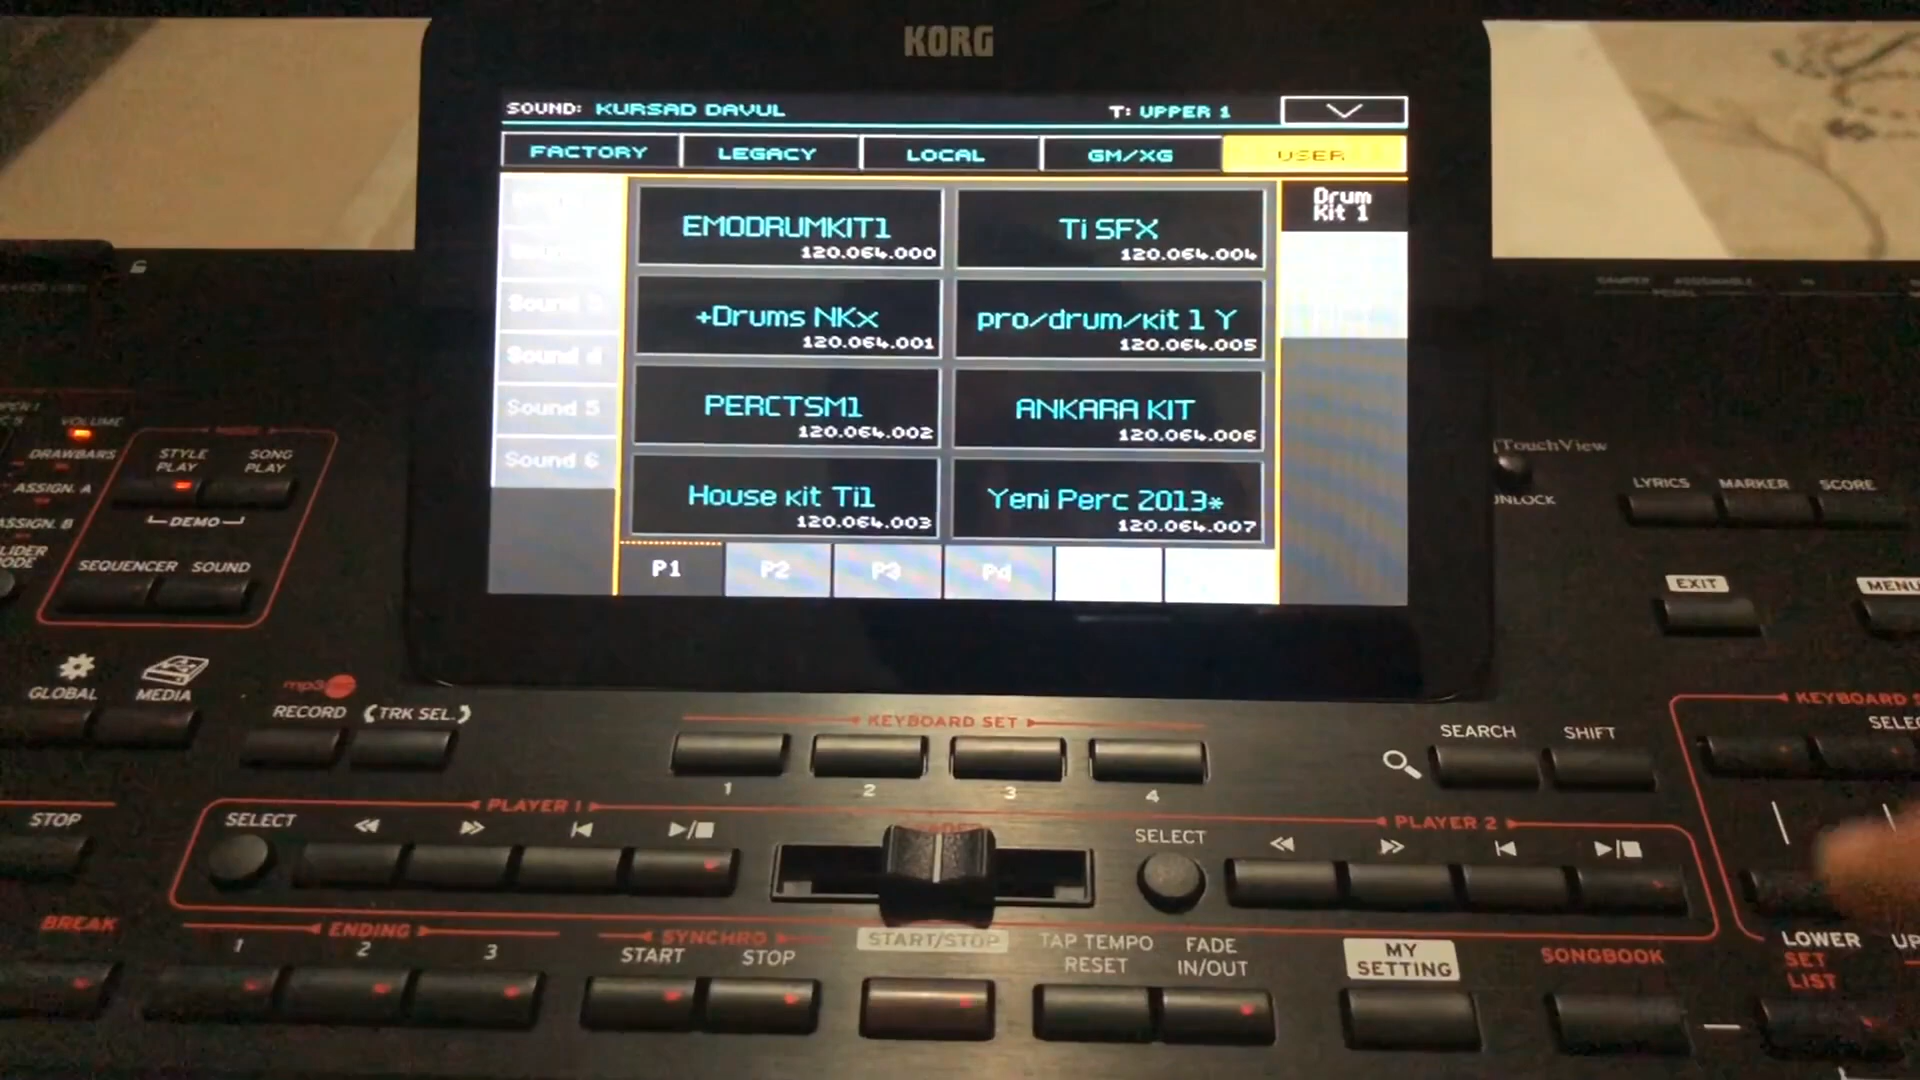 KORG
SOUND: KURSAD DAVUL
T: UPPER 1
FACTORY
LEGACY
LOCAL
GM/XG
USER
Sound 3
Sound 4
Sound 5
Sound 6
EMODRUMKIT1
120.064.000
Ti SFX
120.064.004
+Drums NKx
120.064.001
pro/drum/kit 1 Y
120.064.005
PERCTSM1
120.064.002
ANKARA KIT
120.064.006
House kit Ti1
120.064.003
Yeni Perc 2013*
120.064.007
Drum
Kit 1
P1
P2
P3
P4
VOLUME
DRAWBARS
ASSIGN. A
ASSIGN. B
STYLE
PLAY
SONG
PLAY
DEMO
SEQUENCER
SOUND
GLOBAL
MEDIA
mp3
RECORD
TRK SEL.
TouchView
LYRICS
MARKER
SCORE
EXIT
MENU
KEYBOARD SET
1
2
3
4
SEARCH
SHIFT
STOP
PLAYER 1
SELECT
PLAYER 2
SELECT
BREAK
ENDING
1
2
3
SYNCHRO
START
STOP
START/STOP
TAP TEMPO
RESET
FADE
IN/OUT
MY
SETTING
SONGBOOK
KEYBOARD
LOWER
SET
LIST